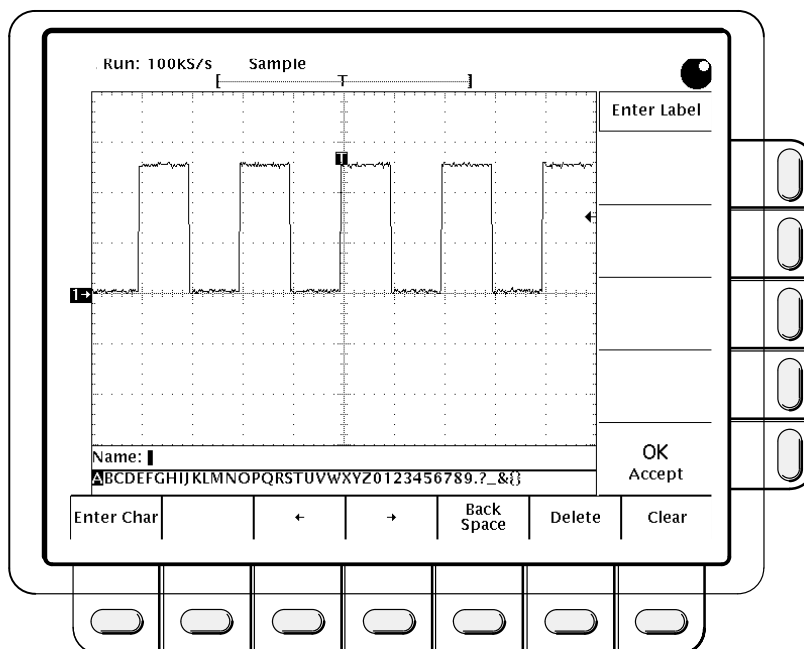 Run: 100kS/s Sample
T
Enter Label
T
1→
←
Name:
ABCDEFGHIJKLMNOPQRSTUVWXYZ0123456789.?_&{}
OK
Accept
Enter Char ← → Back Space Delete Clear